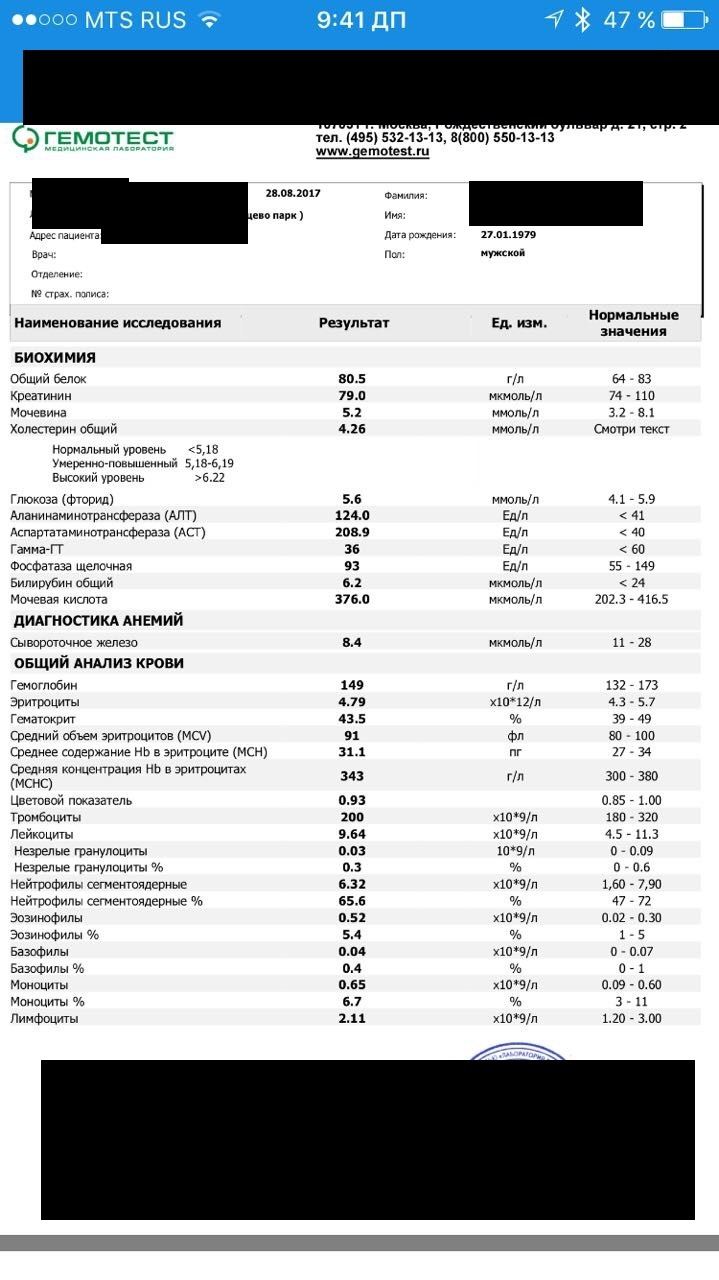 MTS RUS 9:41 ДП 47 %
ГЕМОТЕСТ
МЕДИЦИНСКАЯ ЛАБОРАТОРИЯ
107031 г. Москва, Рождественский бульвар д. 21, стр. 2
тел. (495) 532-13-13, 8(800) 550-13-13
www.gemotest.ru
28.08.2017 Фамилия:
цево парк ) Имя:
Адрес пациента: Дата рождения: 27.01.1979
Врач: Пол: мужской
Отделение:
№ страх. полиса:
Наименование исследования Результат Ед. изм. Нормальные значения
БИОХИМИЯ
Общий белок 80.5 г/л 64 - 83
Креатинин 79.0 мкмоль/л 74 - 110
Мочевина 5.2 ммоль/л 3.2 - 8.1
Холестерин общий 4.26 ммоль/л Смотри текст
Нормальный уровень <5,18
Умеренно-повышенный 5,18-6,19
Высокий уровень >6.22
Глюкоза (фторид) 5.6 ммоль/л 4.1 - 5.9
Аланинаминотрансфераза (АЛТ) 124.0 Ед/л < 41
Аспартатаминотрансфераза (АСТ) 208.9 Ед/л < 40
Гамма-ГТ 36 Ед/л < 60
Фосфатаза щелочная 93 Ед/л 55 - 149
Билирубин общий 6.2 мкмоль/л < 24
Мочевая кислота 376.0 мкмоль/л 202.3 - 416.5
ДИАГНОСТИКА АНЕМИЙ
Сывороточное железо 8.4 мкмоль/л 11 - 28
ОБЩИЙ АНАЛИЗ КРОВИ
Гемоглобин 149 г/л 132 - 173
Эритроциты 4.79 х10*12/л 4.3 - 5.7
Гематокрит 43.5 % 39 - 49
Средний объем эритроцитов (MCV) 91 фл 80 - 100
Среднее содержание Hb в эритроците (МСН) 31.1 пг 27 - 34
Средняя концентрация Hb в эритроцитах
(МСНС) 343 г/л 300 - 380
Цветовой показатель 0.93 0.85 - 1.00
Тромбоциты 200 х10*9/л 180 - 320
Лейкоциты 9.64 х10*9/л 4.5 - 11.3
Незрелые гранулоциты 0.03 10*9/л 0 - 0.09
Незрелые гранулоциты % 0.3 % 0 - 0.6
Нейтрофилы сегментоядерные 6.32 х10*9/л 1,60 - 7,90
Нейтрофилы сегментоядерные % 65.6 % 47 - 72
Эозинофилы 0.52 х10*9/л 0.02 - 0.30
Эозинофилы % 5.4 % 1 - 5
Базофилы 0.04 х10*9/л 0 - 0.07
Базофилы % 0.4 % 0 - 1
Моноциты 0.65 х10*9/л 0.09 - 0.60
Моноциты % 6.7 % 3 - 11
Лимфоциты 2.11 х10*9/л 1.20 - 3.00